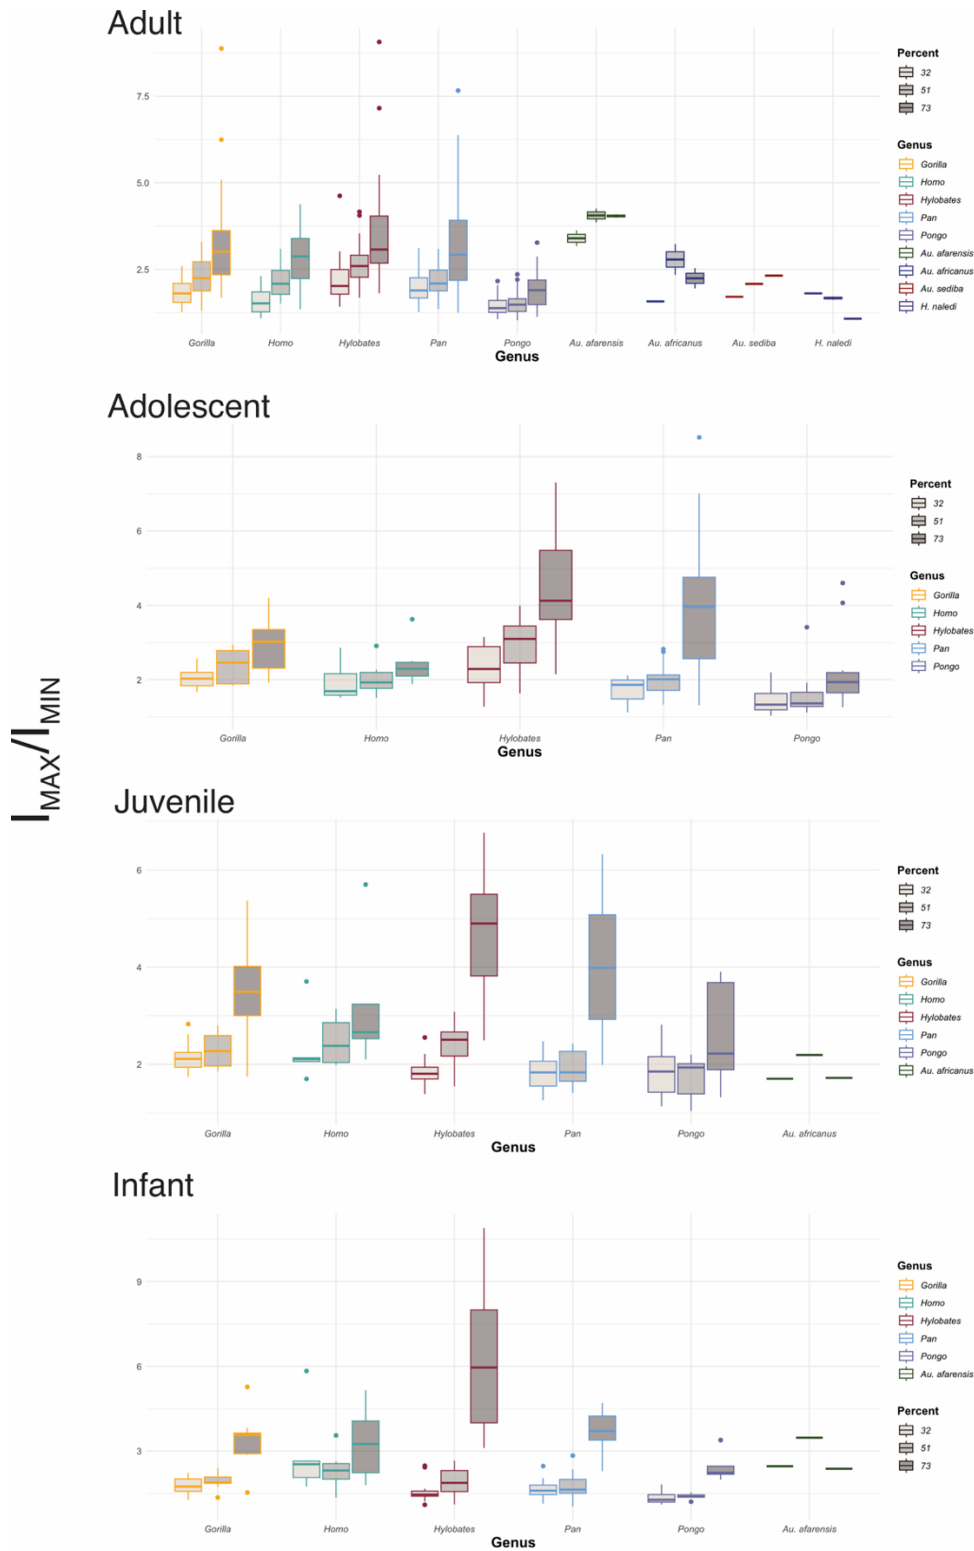 Adult
Percent
32
51
73
Genus
Gorilla
Homo
Hylobates
Pan
Pongo
Au. afarensis
Au. africanus
Au. sediba
H. naledi
7.5
5.0
2.5
Gorilla Homo Hylobates Pan Pongo Au. afarensis Au. africanus Au. sediba H. naledi
Genus
Adolescent
8
6
4
2
Percent
32
51
73
Genus
Gorilla
Homo
Hylobates
Pan
Pongo
Gorilla Homo Hylobates Pan Pongo
Genus
IMAX/IMIN
Juvenile
6
4
2
Percent
32
51
73
Genus
Gorilla
Homo
Hylobates
Pan
Pongo
Au. africanus
Gorilla Homo Hylobates Pan Pongo Au. africanus
Genus
Infant
9
6
3
Genus
Gorilla
Homo
Hylobates
Pan
Pongo
Au. afarensis
Percent
32
51
73
Gorilla Homo Hylobates Pan Pongo Au. afarensis
Genus